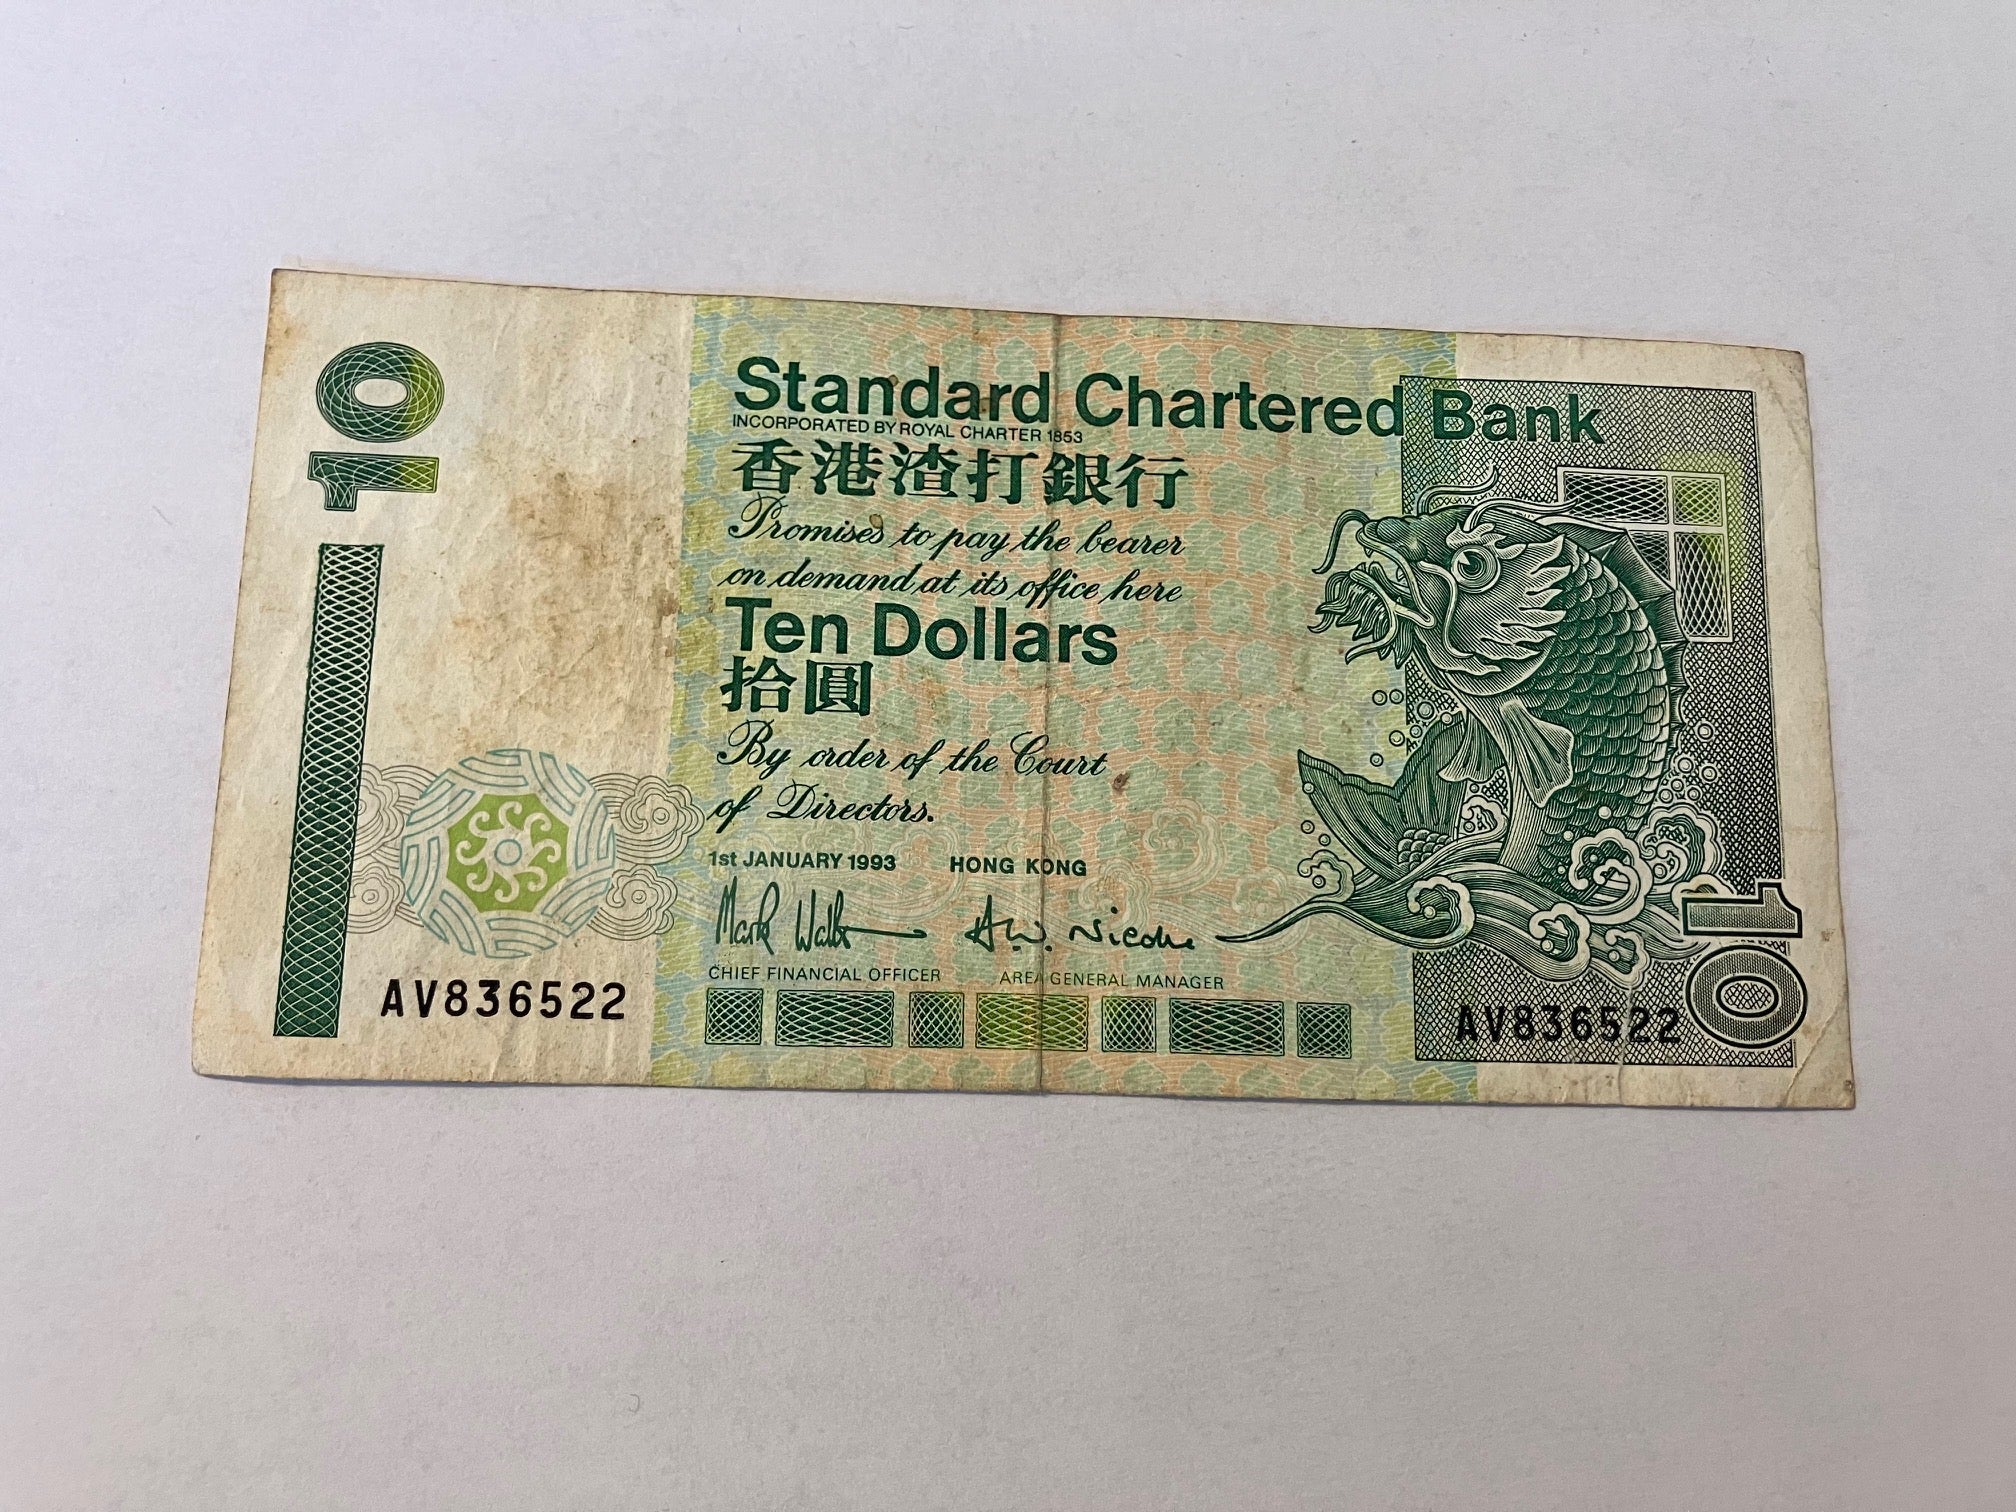 10
Standard Chartered Bank
INCORPORATED BY ROYAL CHARTER 1853
香港渣打銀行
Promises to pay the bearer
on demand at its office here
Ten Dollars
拾圓
By order of the Court
of Directors.
1st JANUARY 1993 HONG KONG
Mark
CHIEF FINANCIAL OFFICER AREA GENERAL MANAGER
AV836522
AV836522
10